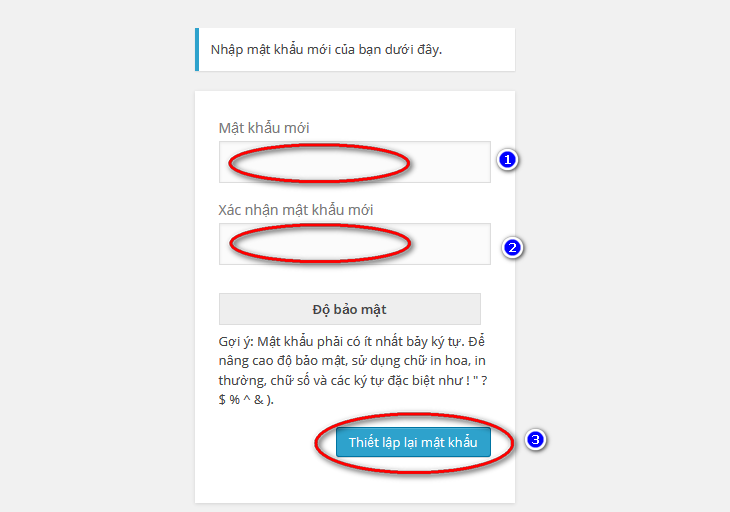 Nhập mật khẩu mới của bạn dưới đây.
Mật khẩu mới
1
Xác nhận mật khẩu mới
2
Độ bảo mật
Gợi ý: Mật khẩu phải có ít nhất bảy ký tự. Để
nâng cao độ bảo mật, sử dụng chữ in hoa, in
thường, chữ số và các ký tự đặc biệt như ! " ?
$ % ^ & ).
Thiết lập lại mật khẩu
3